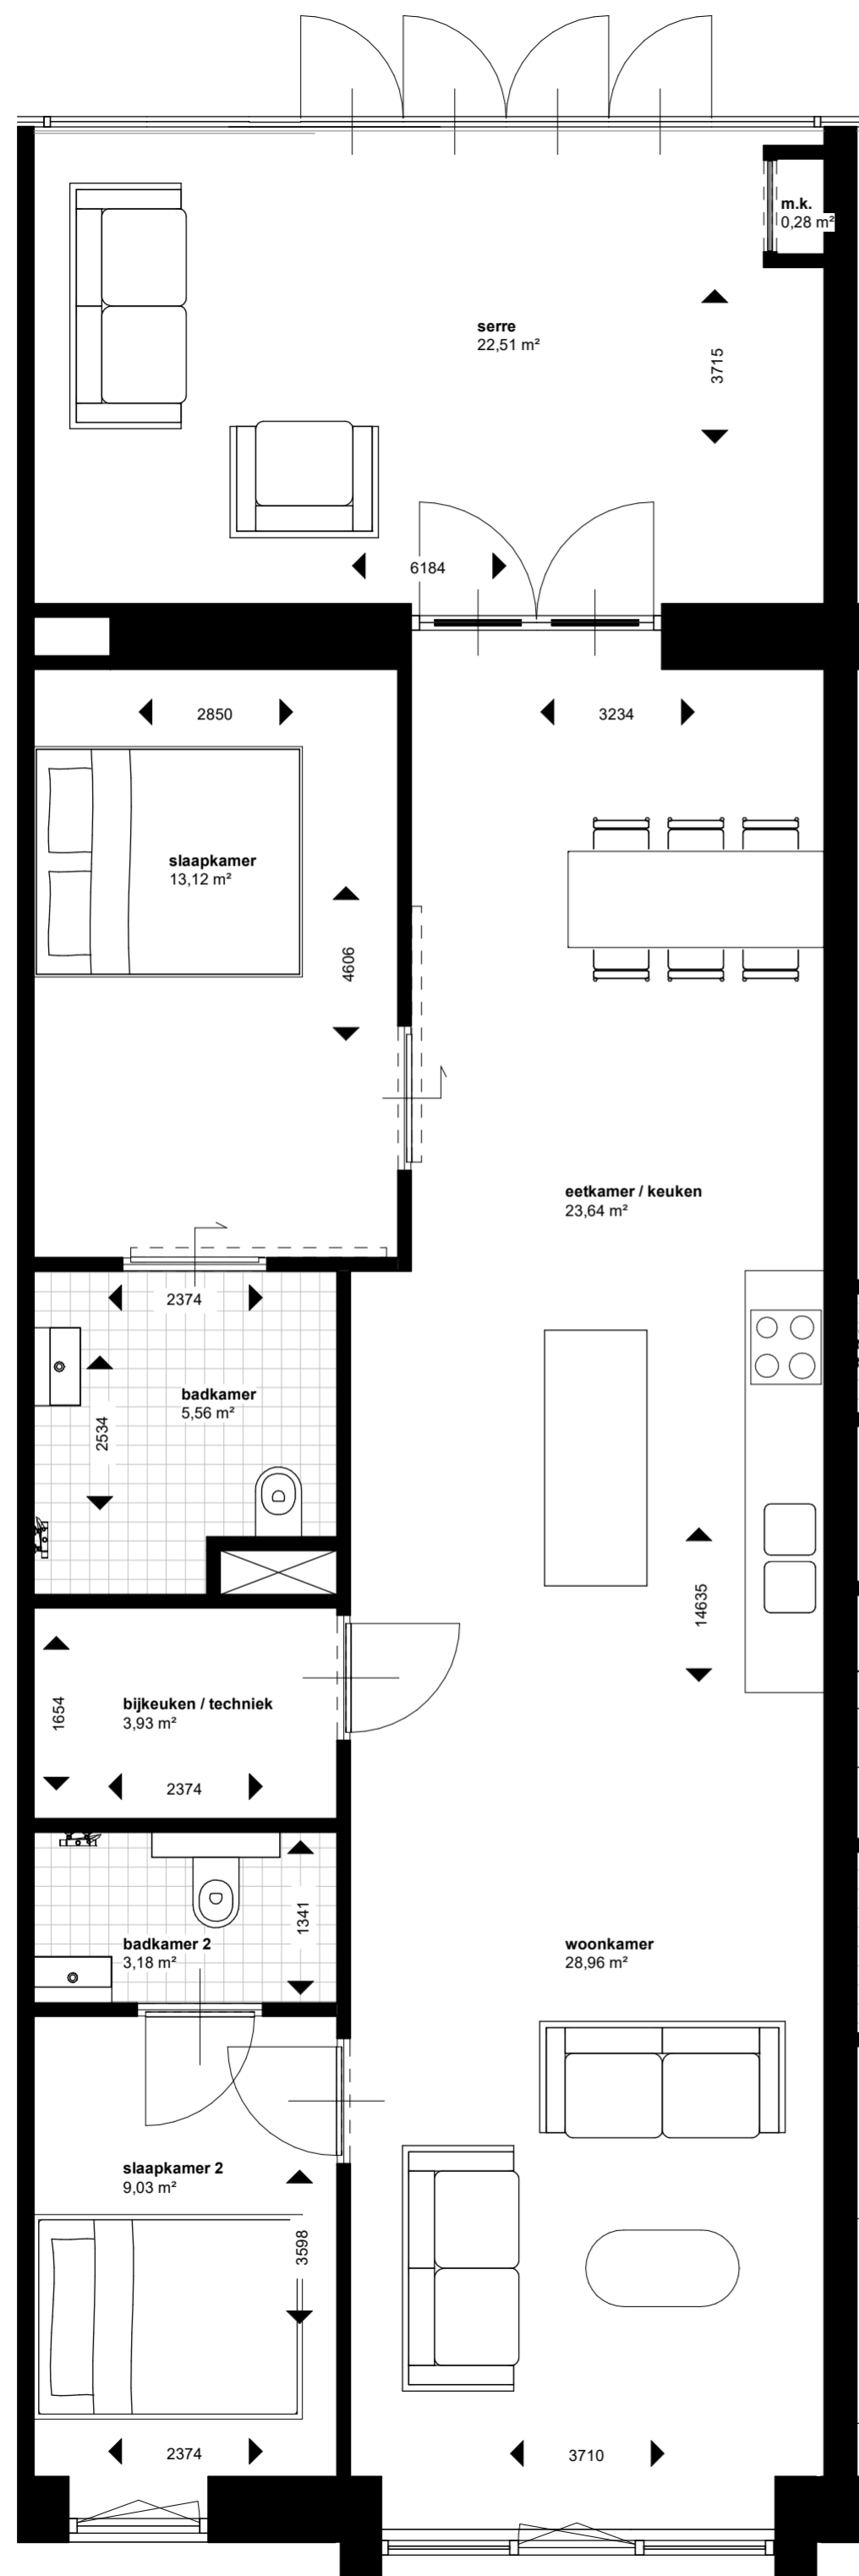 m.k.
0,28 m²
serre
22,51 m²
3715
6184
2850
3234
slaapkamer
13,12 m²
4606
eetkamer / keuken
23,64 m²
2374
badkamer
5,56 m²
2534
14635
1654
bijkeuken / techniek
3,93 m²
2374
1341
badkamer 2
3,18 m²
woonkamer
28,96 m²
slaapkamer 2
9,03 m²
3598
2374
3710